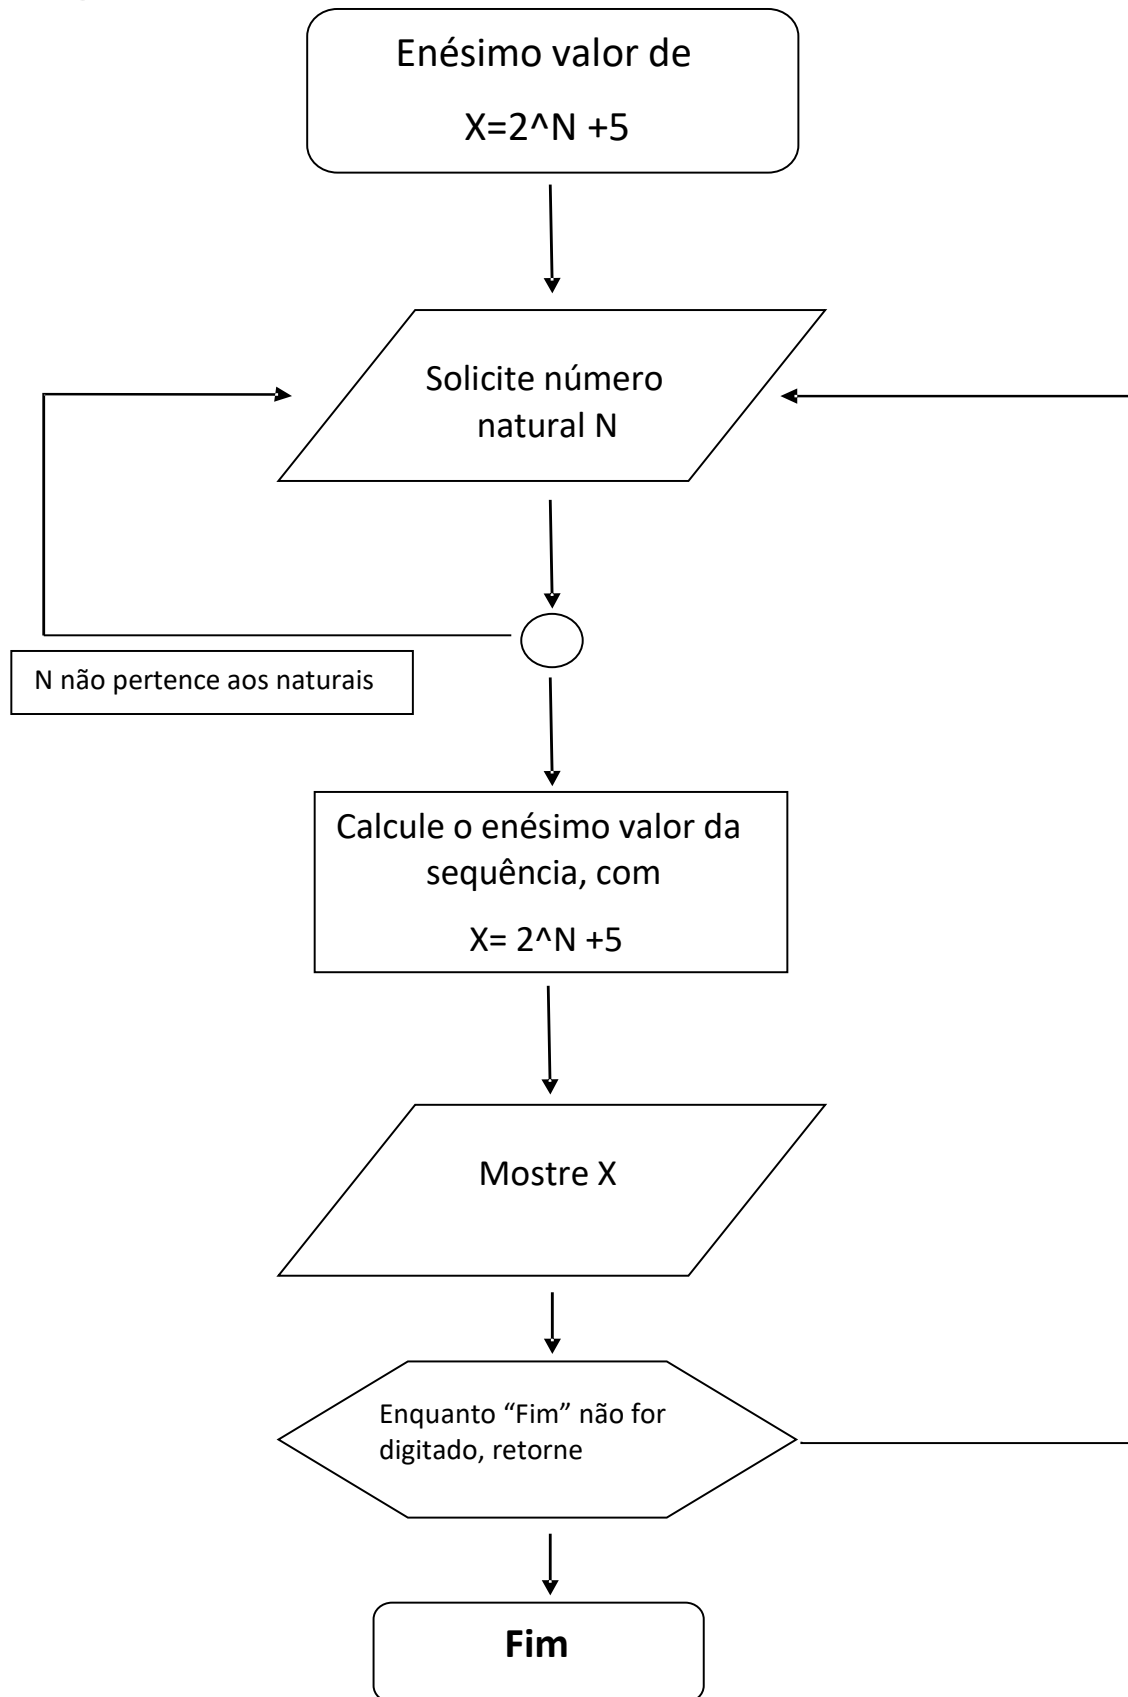 Enésimo valor de
X=2^N +5
Solicite número
natural N
N não pertence aos naturais
Calcule o enésimo valor da
sequência, com
X= 2^N +5
Mostre X
Enquanto “Fim” não for
digitado, retorne
Fim